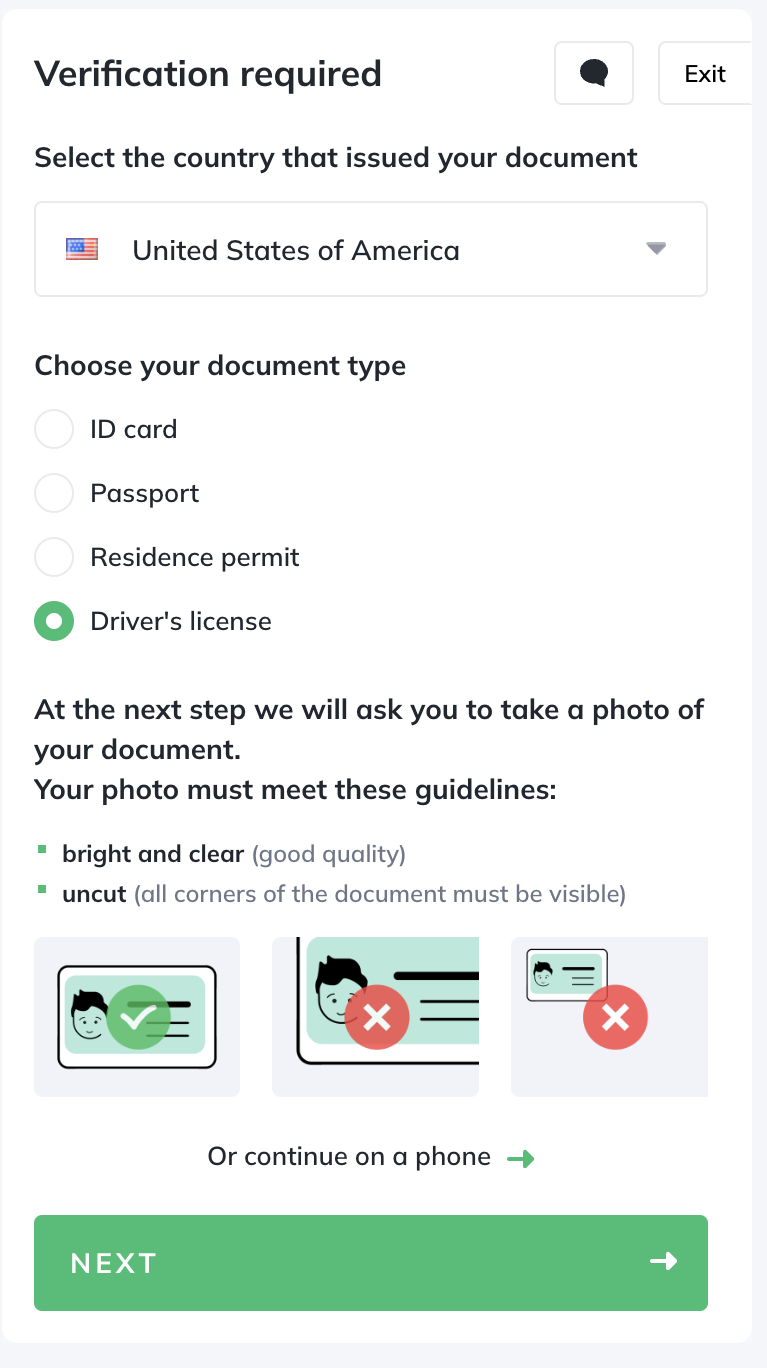 Verification required
Exit
Select the country that issued your document
United States of America
Choose your document type
ID card
Passport
Residence permit
Driver's license
At the next step we will ask you to take a photo of
your document.
Your photo must meet these guidelines:
bright and clear (good quality)
uncut (all corners of the document must be visible)
Or continue on a phone
NEXT